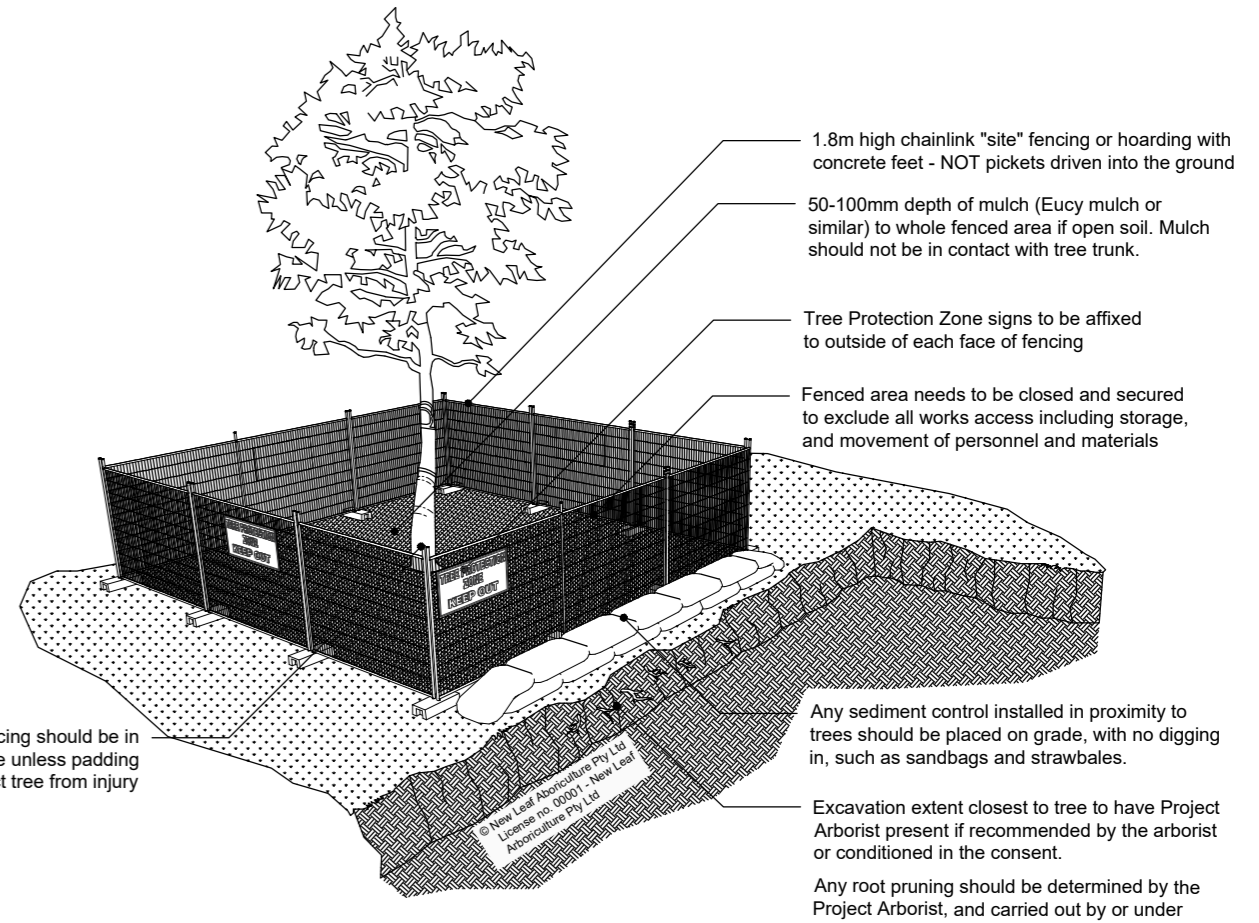 1.8m high chainlink "site" fencing or hoarding with
concrete feet - NOT pickets driven into the ground
50-100mm depth of mulch (Eucy mulch or
similar) to whole fenced area if open soil. Mulch
should not be in contact with tree trunk.
Tree Protection Zone signs to be affixed
to outside of each face of fencing
Fenced area needs to be closed and secured
to exclude all works access including storage,
and movement of personnel and materials
TREE PROTECTION
ZONE
KEEP OUT
TREE PROTECTION
ZONE
KEEP OUT
cing should be in
e unless padding
st tree from injury
Any sediment control installed in proximity to
trees should be placed on grade, with no digging
in, such as sandbags and strawbales.
© New Leaf Aboriculture Pty Ltd
License no. 00001 - New Leaf
Arboriculture Pty Ltd
Excavation extent closest to tree to have Project
Arborist present if recommended by the arborist
or conditioned in the consent.
Any root pruning should be determined by the
Project Arborist, and carried out by or under